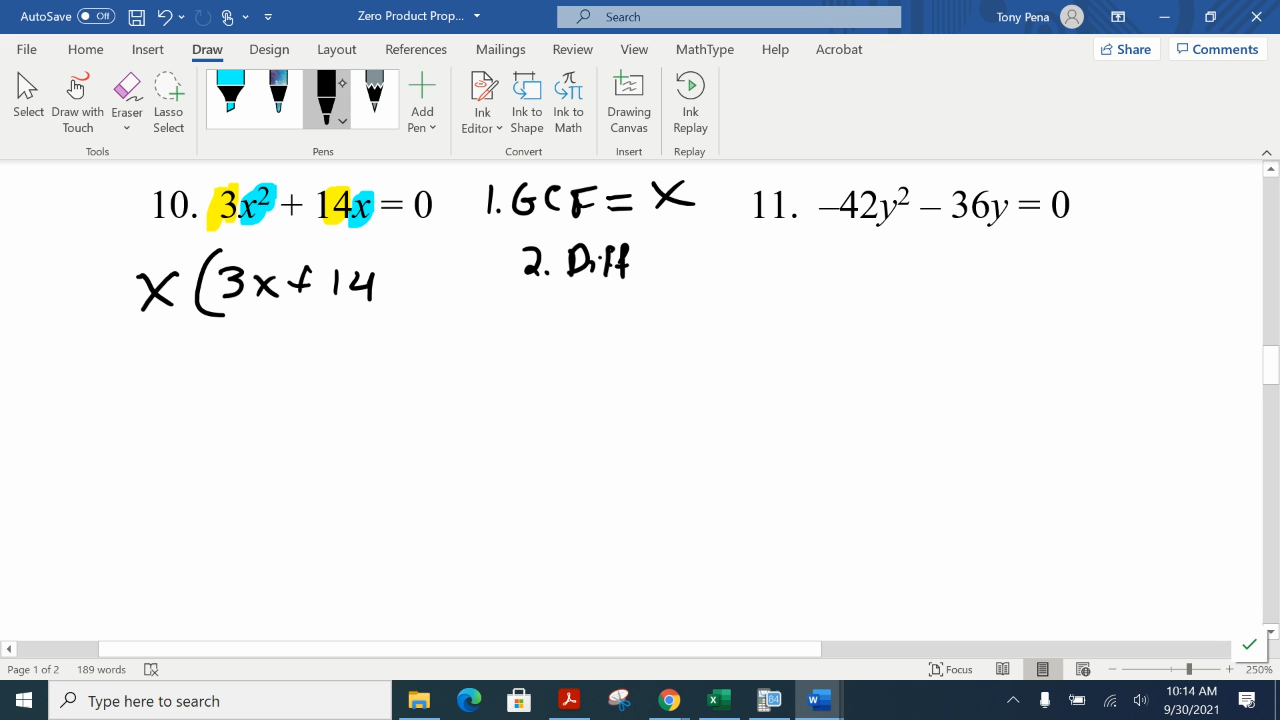 AutoSave Off Zero Product Prop... Search Tony Pena
File Home Insert Draw Design Layout References Mailings Review View MathType Help Acrobat Share Comments
Select Draw with Touch Eraser Lasso Select Add Pen Ink Editor Ink to Shape Ink to Math Drawing Canvas Ink Replay
Tools Pens Convert Insert Replay
10. 3x² + 14x = 0 1. GCF = x 11. –42y² – 36y = 0
x (3x + 14 2. Diff
Page 1 of 2 189 words Focus 250%
Type here to search 84 10:14 AM
9/30/2021